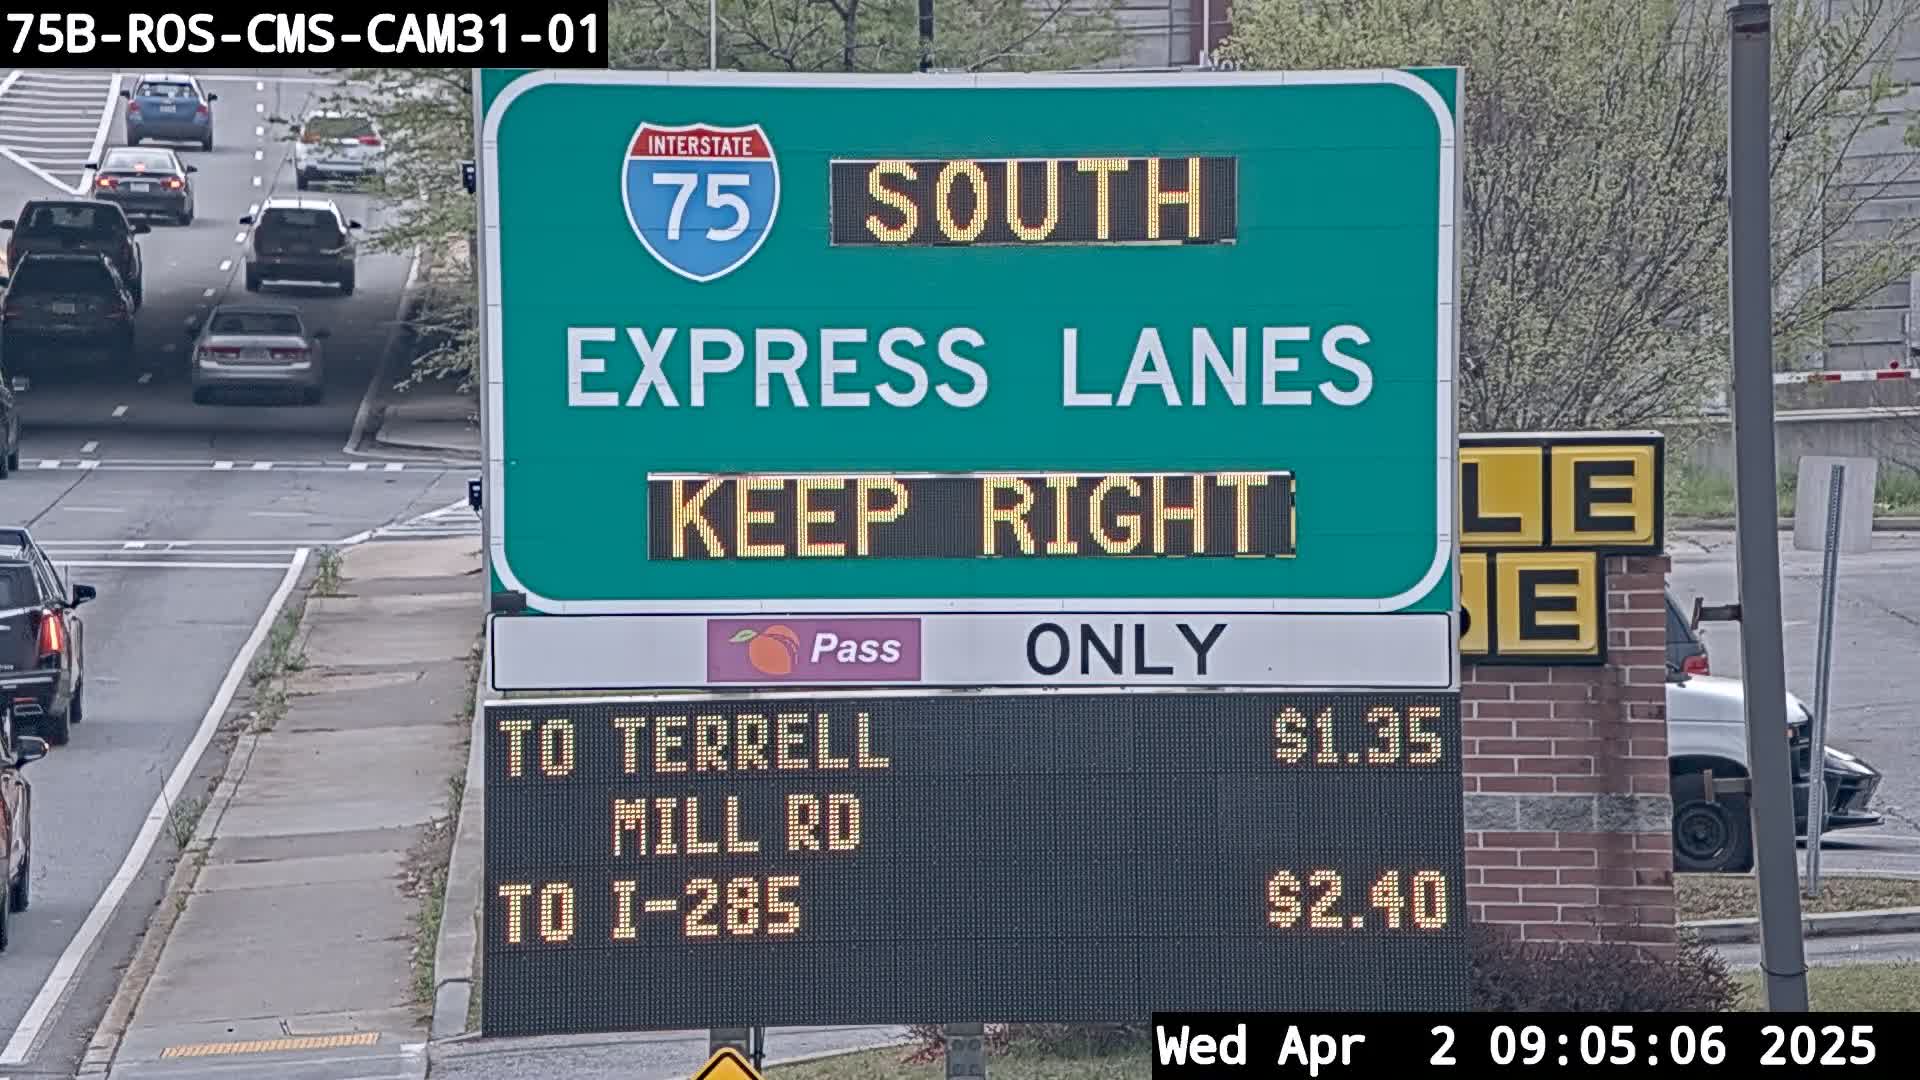 75B-ROS-CMS-CAM31-01
INTERSTATE
75
SOUTH
EXPRESS LANES
KEEP RIGHT
Pass ONLY
TO TERRELL $1.35
MILL RD
TO I-285 $2.40
LE
E
Wed Apr 2 09:05:06 2025